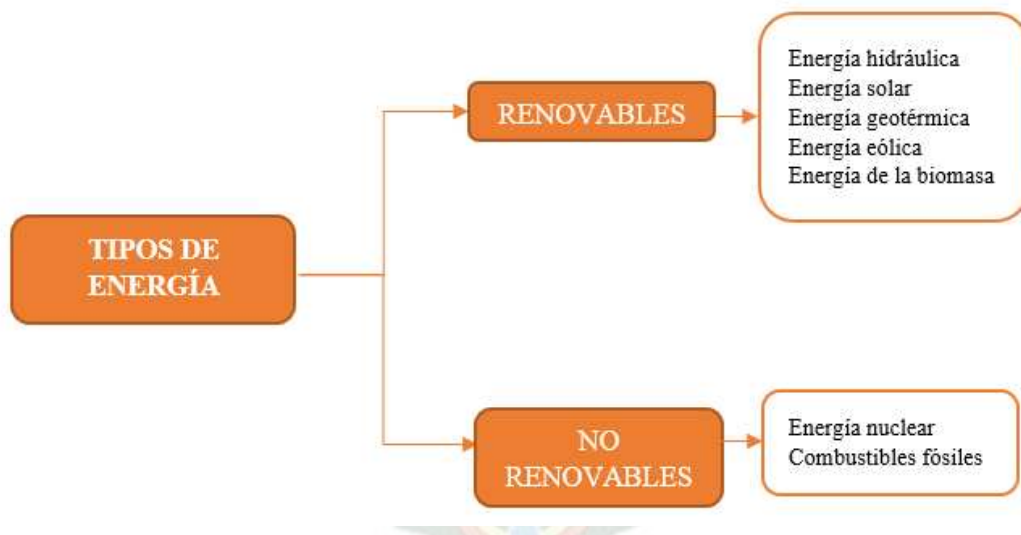 TIPOS DE
ENERGÍA
RENOVABLES
Energía hidráulica
Energía solar
Energía geotérmica
Energía eólica
Energía de la biomasa
NO
RENOVABLES
Energía nuclear
Combustibles fósiles